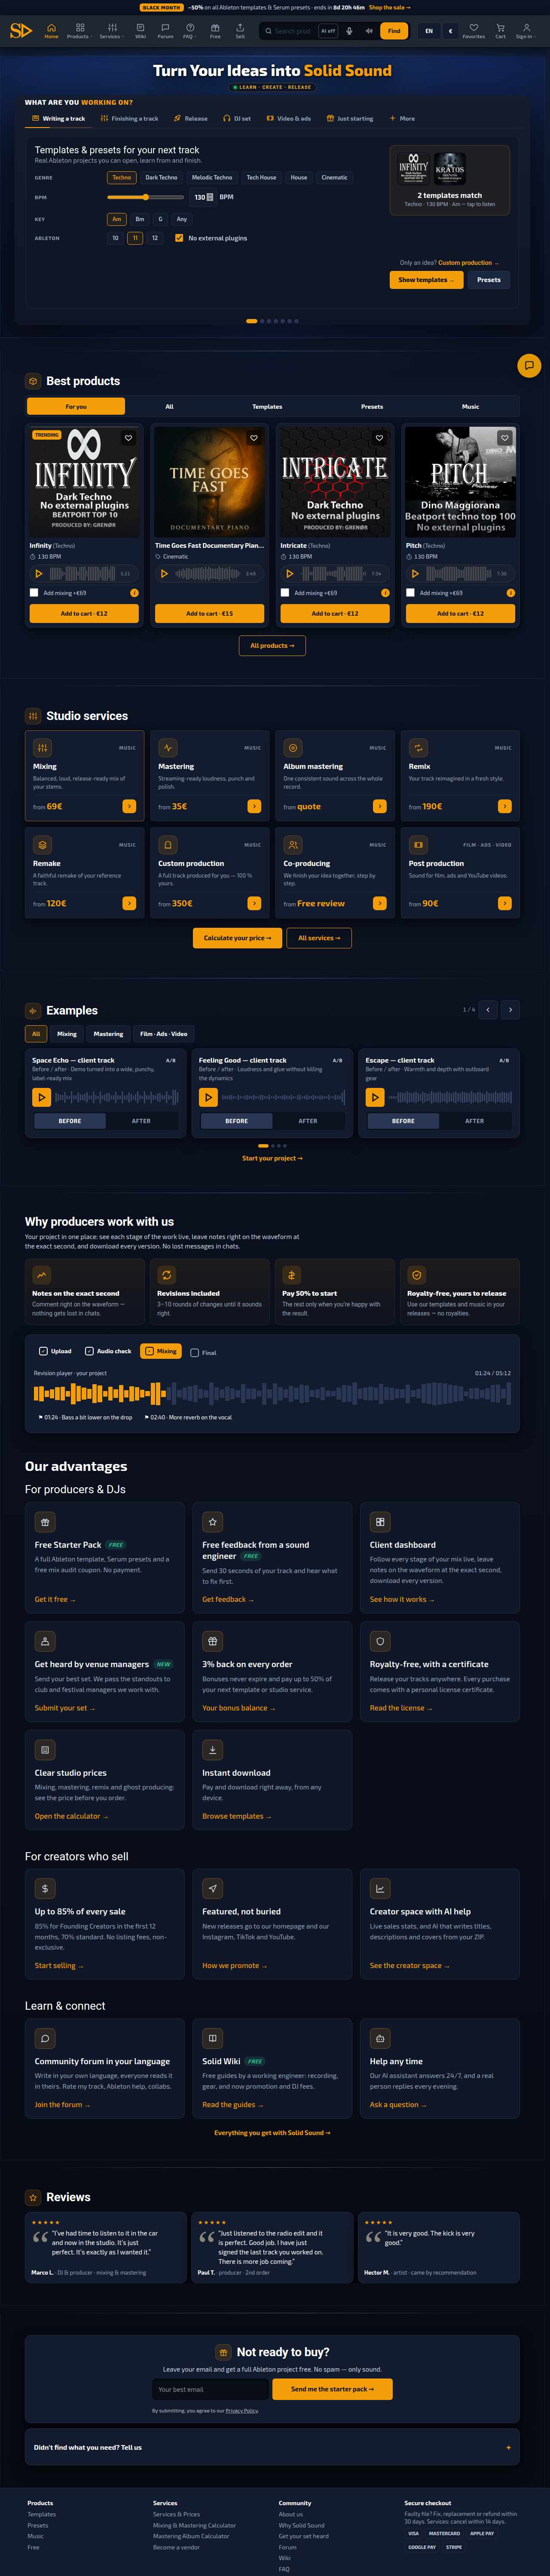 BLACK MONTH −50% on all Ableton templates & Serum presets · ends in 8d 20h 46m Shop the sale →
Home Products Services Wiki Forum FAQ Free Sell Search prod AI off Find EN € Favorites Cart Sign in
Turn Your Ideas into Solid Sound
LEARN · CREATE · RELEASE
WHAT ARE YOU WORKING ON?
Writing a track Finishing a track Release DJ set Video & ads Just starting More
Templates & presets for your next track
Real Ableton projects you can open, learn from and finish.
GENRE Techno Dark Techno Melodic Techno Tech House House Cinematic
BPM 130 BPM
KEY Am Bm G Any
ABLETON 10 11 12 No external plugins
INFINITY KRATOS
2 templates match
Techno · 130 BPM · Am — tap to listen
Only an idea? Custom production →
Show templates → Presets
Best products
For you All Templates Presets Music
TRENDING
INFINITY
Dark Techno
No external plugins
BEATPORT TOP 10
PRODUCED BY: GRENØR
Infinity (Techno)
130 BPM
5:23
Add mixing +€69
Add to cart · €12
TIME GOES FAST
DOCUMENTARY PIANO
Time Goes Fast Documentary Pian...
Cinematic
2:49
Add to cart · €15
INTRICATE
Dark Techno
No external plugins
PRODUCED BY: GRENØR
Intricate (Techno)
130 BPM
7:34
Add mixing +€69
Add to cart · €12
PITCH
Dino Maggiorana
Beatport techno top 100
No external plugins
Pitch (Techno)
130 BPM
7:30
Add mixing +€69
Add to cart · €12
All products →
Studio services
MUSIC
Mixing
Balanced, loud, release-ready mix of your stems.
from 69€
MUSIC
Mastering
Streaming-ready loudness, punch and polish.
from 35€
MUSIC
Album mastering
One consistent sound across the whole record.
from quote
MUSIC
Remix
Your track reimagined in a fresh style.
from 190€
MUSIC
Remake
A faithful remake of your reference track.
from 120€
MUSIC
Custom production
A full track produced for you — 100 % yours.
from 350€
MUSIC
Co-producing
We finish your idea together, step by step.
from Free review
FILM · ADS · VIDEO
Post production
Sound for film, ads and YouTube videos.
from 90€
Calculate your price → All services →
Examples
1 / 4
All Mixing Mastering Film · Ads · Video
Space Echo — client track A/B
Before / after · Demo turned into a wide, punchy, label-ready mix
BEFORE AFTER
Feeling Good — client track A/B
Before / after · Loudness and glue without killing the dynamics
BEFORE AFTER
Escape — client track A/B
Before / after · Warmth and depth with outboard gear
BEFORE AFTER
Start your project →
Why producers work with us
Your project in one place: see each stage of the work live, leave notes right on the waveform at
the exact second, and download every version. No lost messages in chats.
Notes on the exact second
Comment right on the waveform — nothing gets lost in chats.
Revisions included
3–10 rounds of changes until it sounds right.
Pay 50% to start
The rest only when you're happy with the result.
Royalty-free, yours to release
Use our templates and music in your releases — no royalties.
Upload Audio check Mixing Final
Revision player · your project 01:24 / 05:12
01:24 · Bass a bit lower on the drop 02:40 · More reverb on the vocal
Our advantages
For producers & DJs
Free Starter Pack FREE
A full Ableton template, Serum presets and a free mix audit coupon. No payment.
Get it free →
Free feedback from a sound engineer FREE
Send 30 seconds of your track and hear what to fix first.
Get feedback →
Client dashboard
Follow every stage of your mix live, leave notes on the waveform at the exact second, download every version.
See how it works →
Get heard by venue managers NEW
Send your best set. We pass the standouts to club and festival managers we work with.
Submit your set →
3% back on every order
Bonuses never expire and pay up to 50% of your next template or studio service.
Your bonus balance →
Royalty-free, with a certificate
Release your tracks anywhere. Every purchase comes with a personal license certificate.
Read the license →
Clear studio prices
Mixing, mastering, remix and ghost producing: see the price before you order.
Open the calculator →
Instant download
Pay and download right away, from any device.
Browse templates →
For creators who sell
Up to 85% of every sale
85% for Founding Creators in the first 12 months, 70% standard. No listing fees, non-exclusive.
Start selling →
Featured, not buried
New releases go to our homepage and our Instagram, TikTok and YouTube.
How we promote →
Creator space with AI help
Live sales stats, and AI that writes titles, descriptions and covers from your ZIP.
See the creator space →
Learn & connect
Community forum in your language
Write in your own language, everyone reads it in theirs. Rate my track, Ableton help, collabs.
Join the forum →
Solid Wiki FREE
Free guides by a working engineer: recording, gear, and now promotion and DJ fees.
Read the guides →
Help any time
Our AI assistant answers 24/7, and a real person replies every evening.
Ask a question →
Everything you get with Solid Sound →
Reviews
★★★★★
"I've had time to listen to it in the car and now in the studio. It's just perfect. It's exactly as I wanted it."
Marco L. · DJ & producer · mixing & mastering
★★★★★
"Just listened to the radio edit and it is perfect. Good job. I have just signed the last track you worked on. There is more job coming."
Paul T. · producer · 2nd order
★★★★★
"It is very good. The kick is very good."
Hector M. · artist · came by recommendation
Not ready to buy?
Leave your email and get a full Ableton project free. No spam — only sound.
Your best email Send me the starter pack →
By submitting, you agree to our Privacy Policy.
Didn't find what you need? Tell us +
Products
Templates
Presets
Music
Free
Services
Services & Prices
Mixing & Mastering Calculator
Mastering Album Calculator
Become a vendor
Community
About us
Why Solid Sound
Get your set heard
Forum
Wiki
FAQ
Secure checkout
Faulty file? Fix, replacement or refund within 30 days. Services: cancel within 14 days.
VISA MASTERCARD APPLE PAY
GOOGLE PAY STRIPE